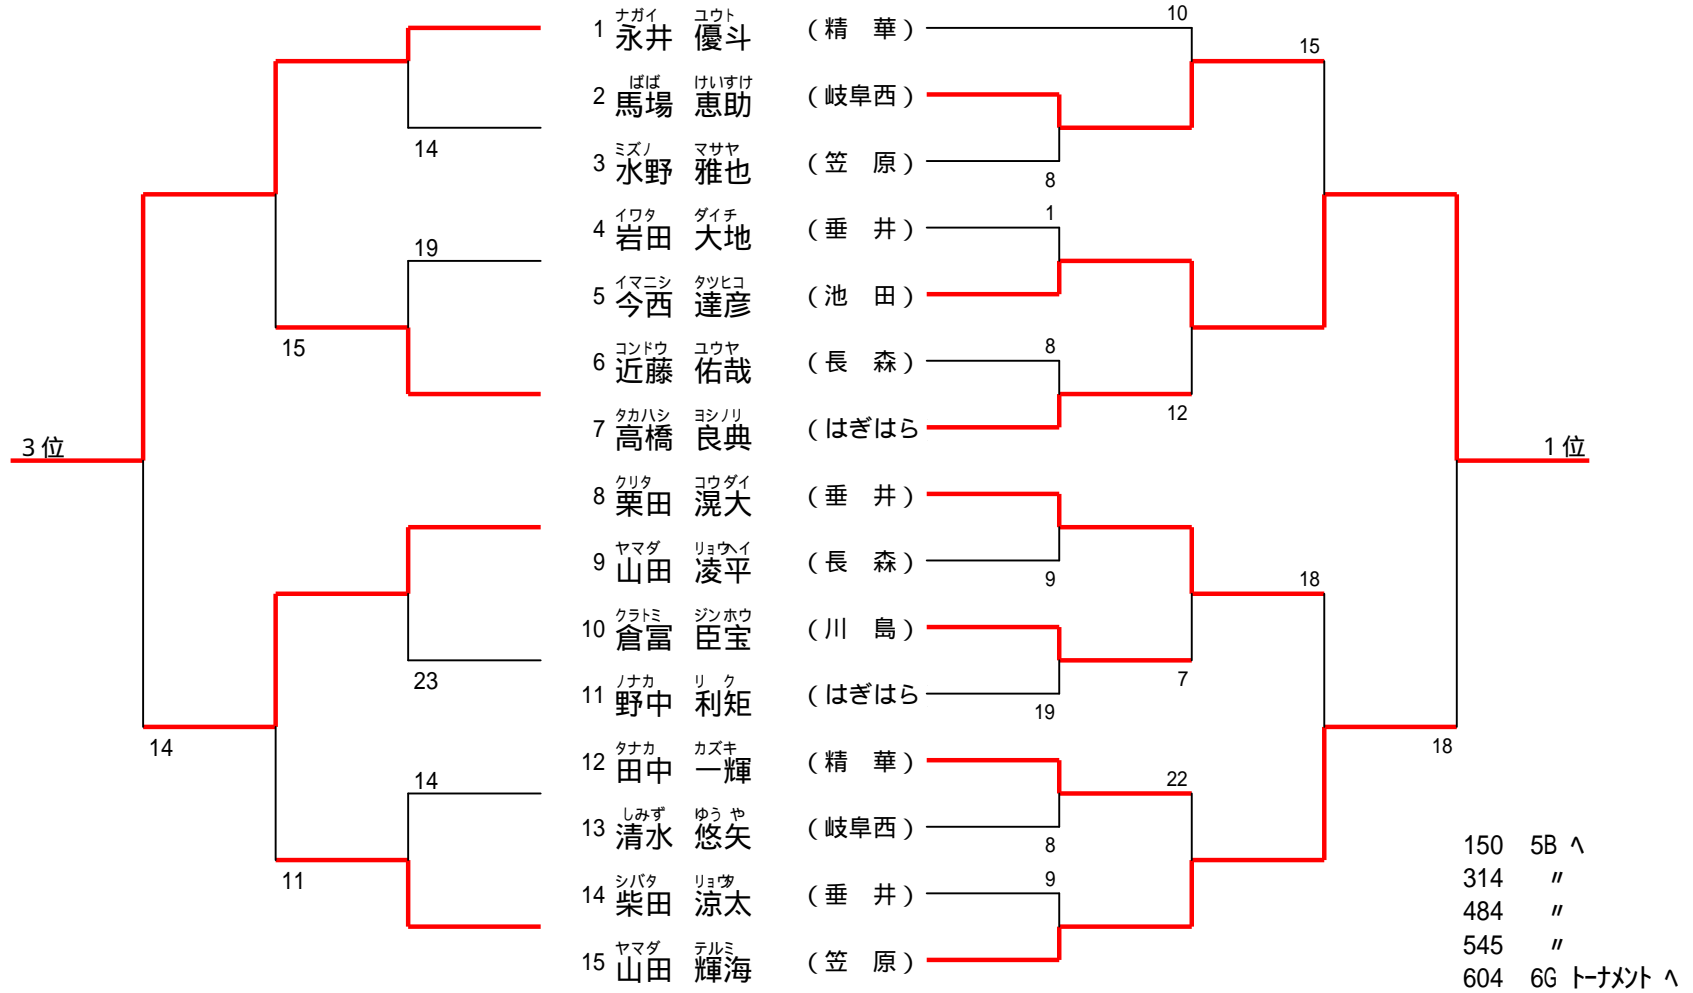 10
ナガイ ユウト
1 永井 優斗 (精 華)
15
ばば けいすけ
2 馬場 恵助 (岐阜西)
14
ミズノ マサヤ
3 水野 雅也 (笠 原)
8
イワタ ダイチ
4 岩田 大地 (垂 井)
1
19
イマニシ タツヒコ
5 今西 達彦 (池 田)
15
コンドウ ユウヤ
6 近藤 佑哉 (長 森)
8
12
タカハシ ヨシノリ
7 高橋 良典 (はぎはら
3位
1位
クリタ コウダイ
8 栗田 滉大 (垂 井)
ヤマダ リョウヘイ
9 山田 凌平 (長 森)
9
18
クラトミ ジンホウ
10 倉冨 臣宝 (川 島)
23
7
ノナカ リク
11 野中 利矩 (はぎはら
19
14
18
タナカ カズキ
12 田中 一輝 (精 華)
14
22
しみず ゆうや
13 清水 悠矢 (岐阜西)
8
11
9
シバタ リョウタ
14 柴田 涼太 (垂 井)
ヤマダ テルミ
15 山田 輝海 (笠 原)
150 5B へ
314 〃
484 〃
545 〃
604 6G トーナメント へ